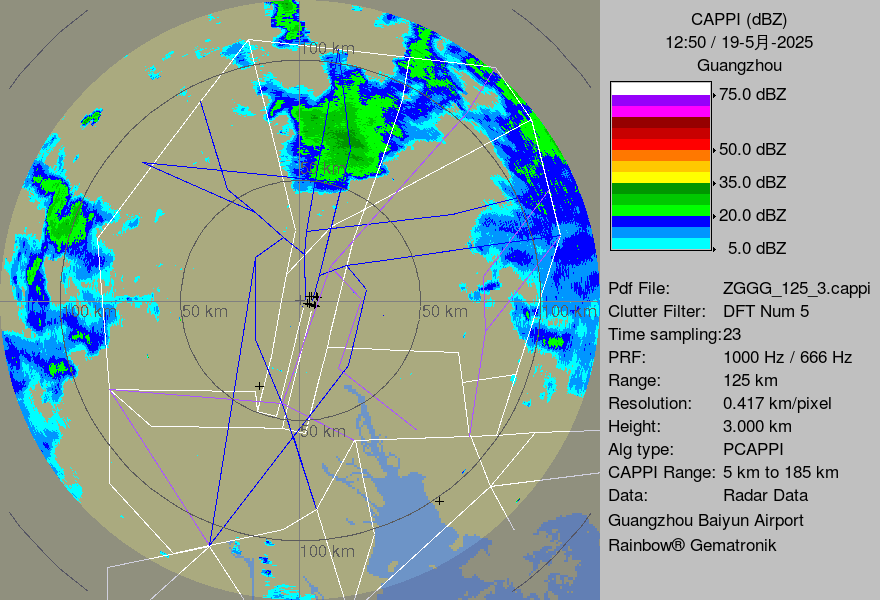 CAPPI (dBZ)
12:50 / 19-5月-2025
Guangzhou
75.0 dBZ
50.0 dBZ
35.0 dBZ
20.0 dBZ
5.0 dBZ
Pdf File: ZGGG_125_3.cappi
Clutter Filter: DFT Num 5
Time sampling:23
PRF: 1000 Hz / 666 Hz
Range: 125 km
Resolution: 0.417 km/pixel
Height: 3.000 km
Alg type: PCAPPI
CAPPI Range: 5 km to 185 km
Data: Radar Data
Guangzhou Baiyun Airport
Rainbow® Gematronik
100 km
50 km
100 km
50 km
50 km
100 km
50 km
100 km